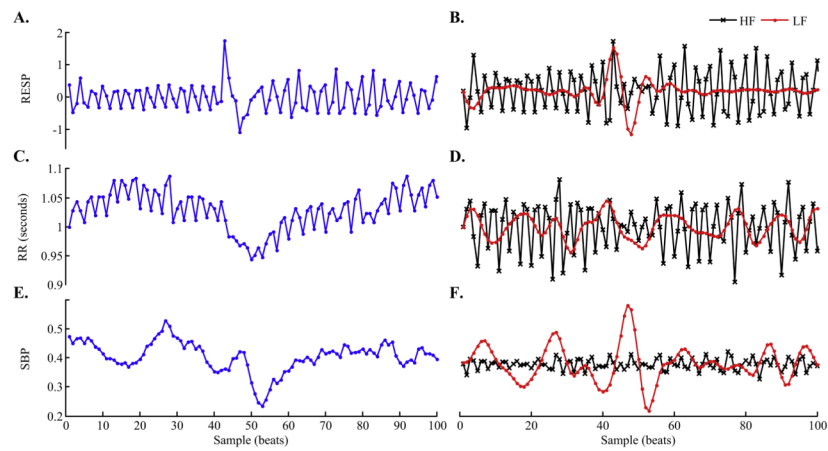 A.
B.
HF LF
RESP
2
1
0
-1
C.
D.
RR (seconds)
1.1
1.05
1
0.95
0.9
E.
F.
SBP
0.5
0.4
0.3
0.2
0 10 20 30 40 50 60 70 80 90 100
0 20 40 60 80 100
Sample (beats)
Sample (beats)